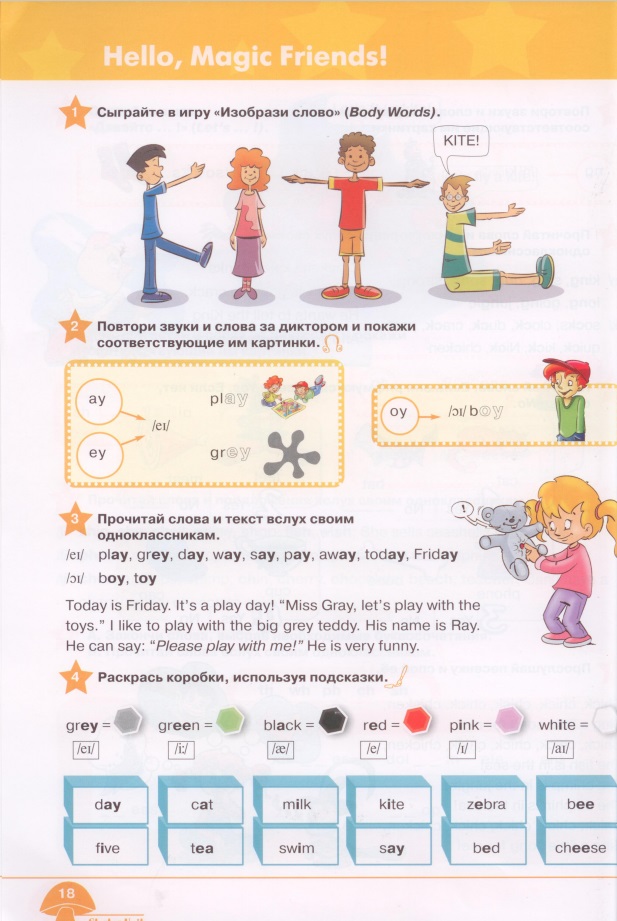 Hello, Magic Friends!
1 Сыграйте в игру «Изобрази слово» (Body Words).
KITE!
2 Повтори звуки и слова за диктором и покажи
соответствующие им картинки.
ay
ey
/eɪ/
play
grey
oy
/ɔɪ/ boy
3 Прочитай слова и текст вслух своим
одноклассникам.
!
/eɪ/ play, grey, day, way, say, pay, away, today, Friday
/ɔɪ/ boy, toy
Today is Friday. It's a play day! “Miss Gray, let's play with the
toys.” I like to play with the big grey teddy. His name is Ray.
He can say: “Please play with me!” He is very funny.
4 Раскрась коробки, используя подсказки.
grey = green = black = red = pink = white =
/eɪ/ /i:/ /æ/ /e/ /ɪ/ /aɪ/
day cat milk kite zebra bee
five tea swim say bed cheese
18